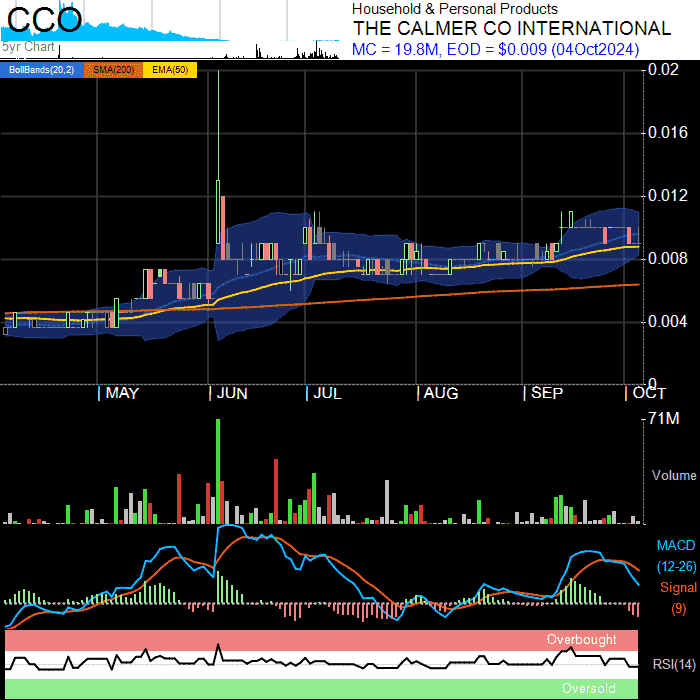 CCO
5yr Chart
Household & Personal Products
THE CALMER CO INTERNATIONAL
MC = 19.8M, EOD = $0.009 (04Oct2024)
BollBands(20,2) SMA(200) EMA(50)
0.02
0.016
0.012
0.008
0.004
0
MAY JUN JUL AUG SEP OCT
71M
Volume
MACD
(12-26)
Signal
(9)
Overbought
RSI(14)
Oversold